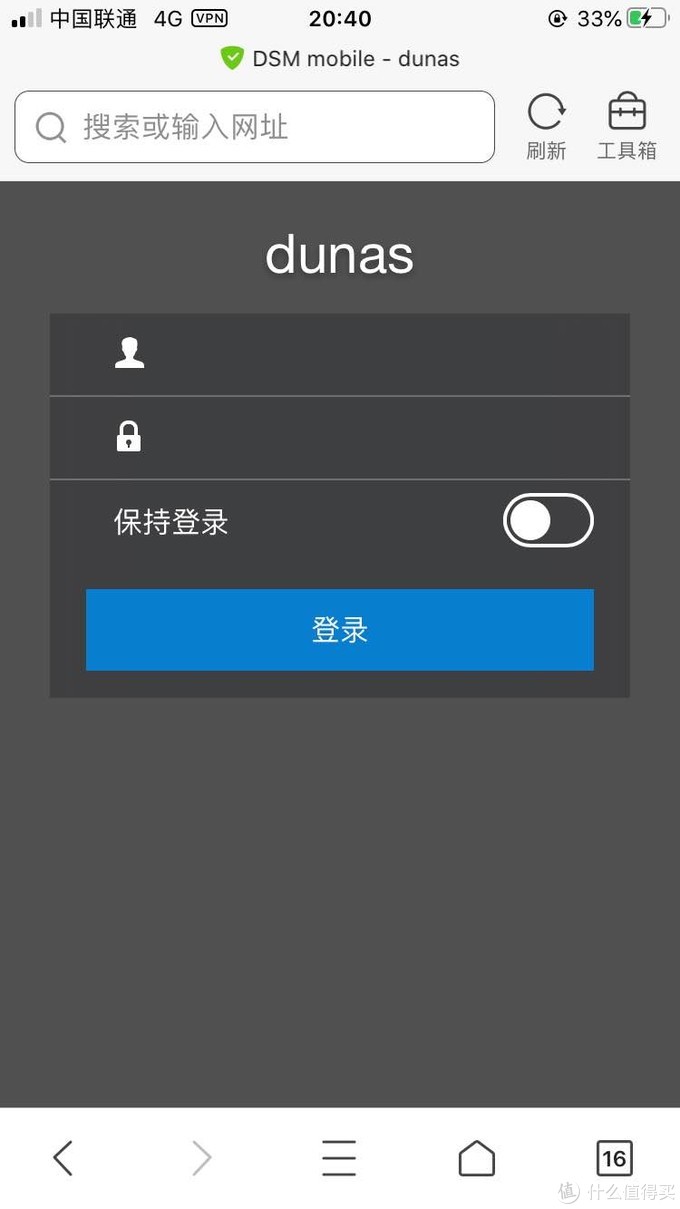 中国联通 4G VPN 20:40 33%
DSM mobile - dunas
搜索或输入网址
刷新 工具箱
dunas
保持登录
登录
16
值 什么值得买